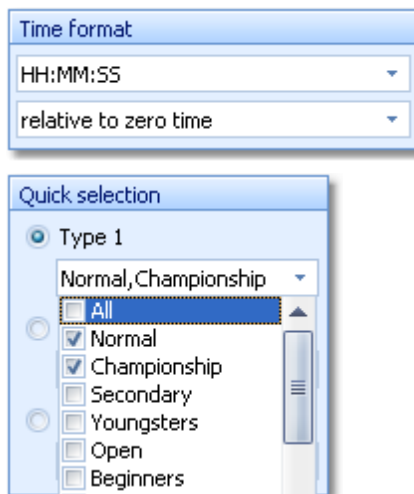 Time format
HH:MM:SS
relative to zero time
Quick selection
Type 1
Normal,Championship
All
Normal
Championship
Secondary
Youngsters
Open
Beginners